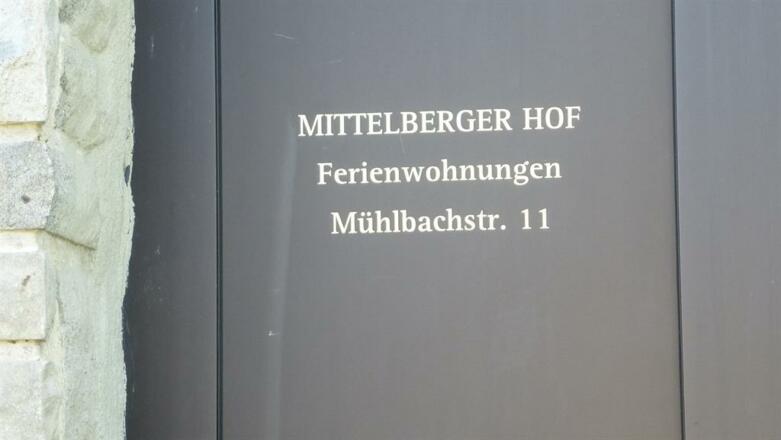 MITTELBERGER HOF
Ferienwohnungen
Mühlbachstr. 11